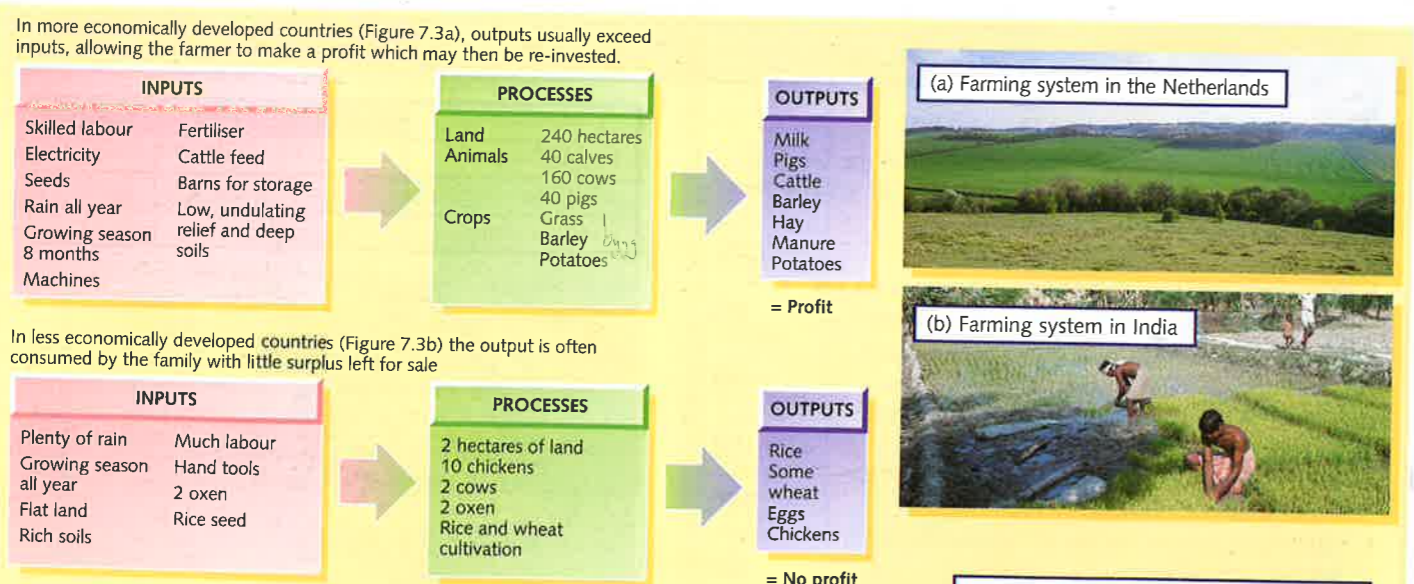 In more economically developed countries (Figure 7.3a), outputs usually exceed
inputs, allowing the farmer to make a profit which may then be re-invested.
INPUTS
Skilled labour
Electricity
Seeds
Rain all year
Growing season
8 months
Machines
Fertiliser
Cattle feed
Barns for storage
Low, undulating
relief and deep
soils
PROCESSES
Land 240 hectares
Animals 40 calves
160 cows
40 pigs
Crops Grass
Barley
Potatoes
OUTPUTS
Milk
Pigs
Cattle
Barley
Hay
Manure
Potatoes
= Profit
(a) Farming system in the Netherlands
In less economically developed countries (Figure 7.3b) the output is often
consumed by the family with little surplus left for sale
INPUTS
Plenty of rain
Growing season
all year
Flat land
Rich soils
Much labour
Hand tools
2 oxen
Rice seed
PROCESSES
2 hectares of land
10 chickens
2 cows
2 oxen
Rice and wheat
cultivation
OUTPUTS
Rice
Some
wheat
Eggs
Chickens
= No profit
(b) Farming system in India